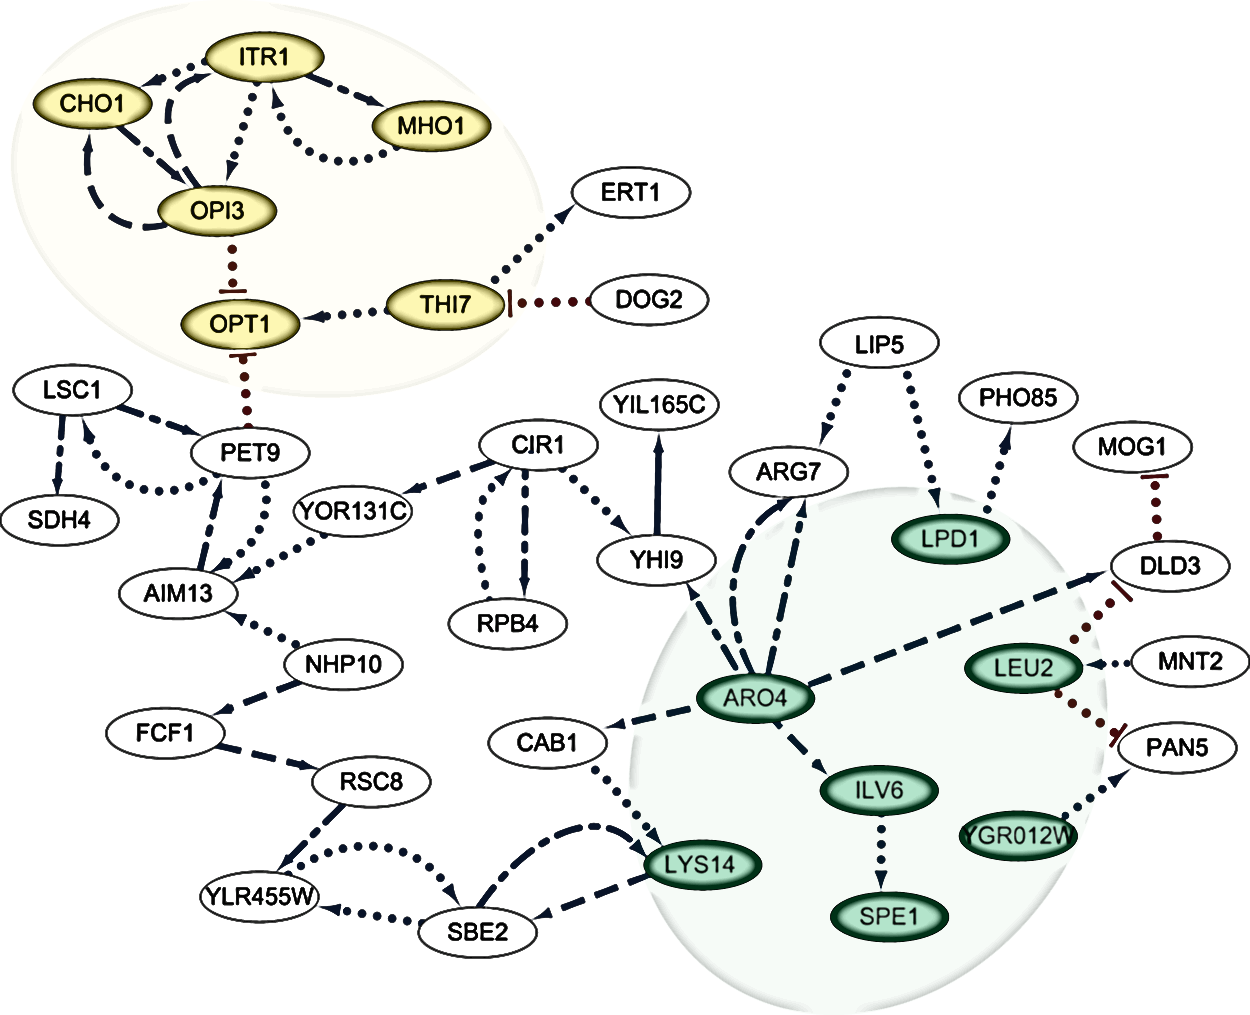 ITR1
CHO1
MHO1
ERT1
OPI3
DOG2
THI7
OPT1
LIP5
LSC1
PHO85
YIL165C
CIR1
MOG1
PET9
ARG7
YOR131C
SDH4
LPD1
YHI9
DLD3
AIM13
RPB4
NHP10
MNT2
LEU2
ARO4
FCF1
CAB1
PAN5
RSC8
ILV6
YGR012W
LYS14
YLR455W
SPE1
SBE2